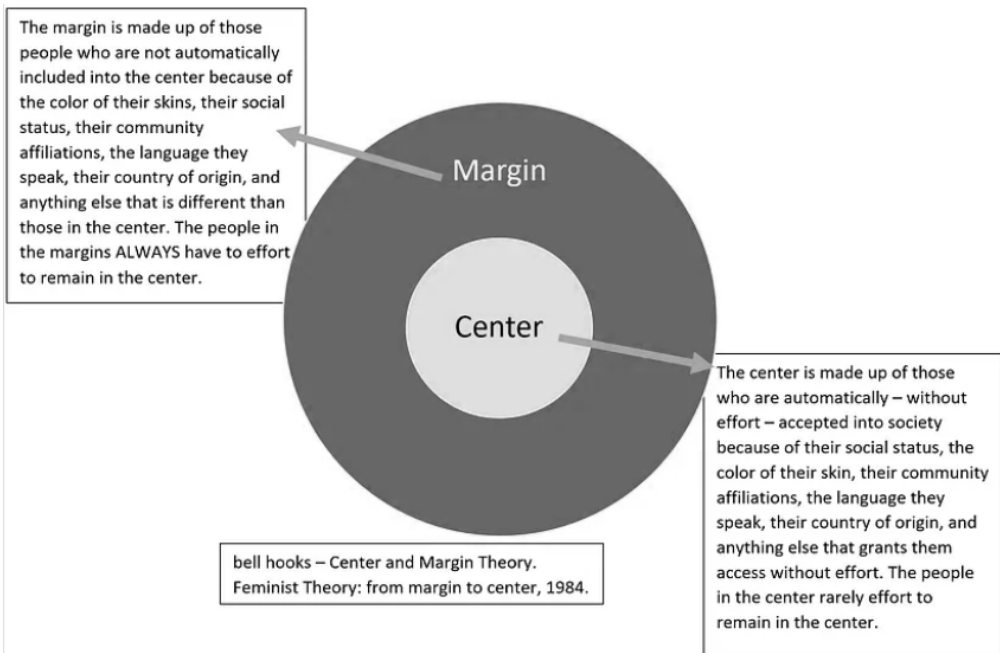 The margin is made up of those
people who are not automatically
included into the center because of
the color of their skins, their social
status, their community
affiliations, the language they
speak, their country of origin, and
anything else that is different than
those in the center. The people in
the margins ALWAYS have to effort
to remain in the center.
Margin
Center
The center is made up of those
who are automatically – without
effort – accepted into society
because of their social status, the
color of their skin, their community
affiliations, the language they
speak, their country of origin, and
anything else that grants them
access without effort. The people
in the center rarely effort to
remain in the center.
bell hooks – Center and Margin Theory.
Feminist Theory: from margin to center, 1984.